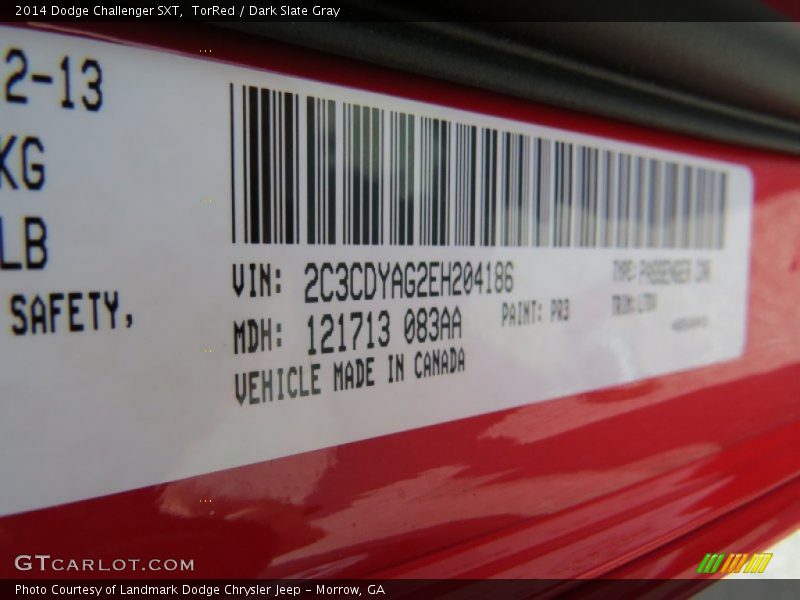 2014 Dodge Challenger SXT, TorRed / Dark Slate Gray
2-13
KG
LB
SAFETY,
VIN: 2C3CDYAG2EH204186
TYPE: PASSENGER CAR
MDH: 121713 083AA
PAINT: PR3
TRIM:
VEHICLE MADE IN CANADA
GTCARLOT.COM
Photo Courtesy of Landmark Dodge Chrysler Jeep - Morrow, GA